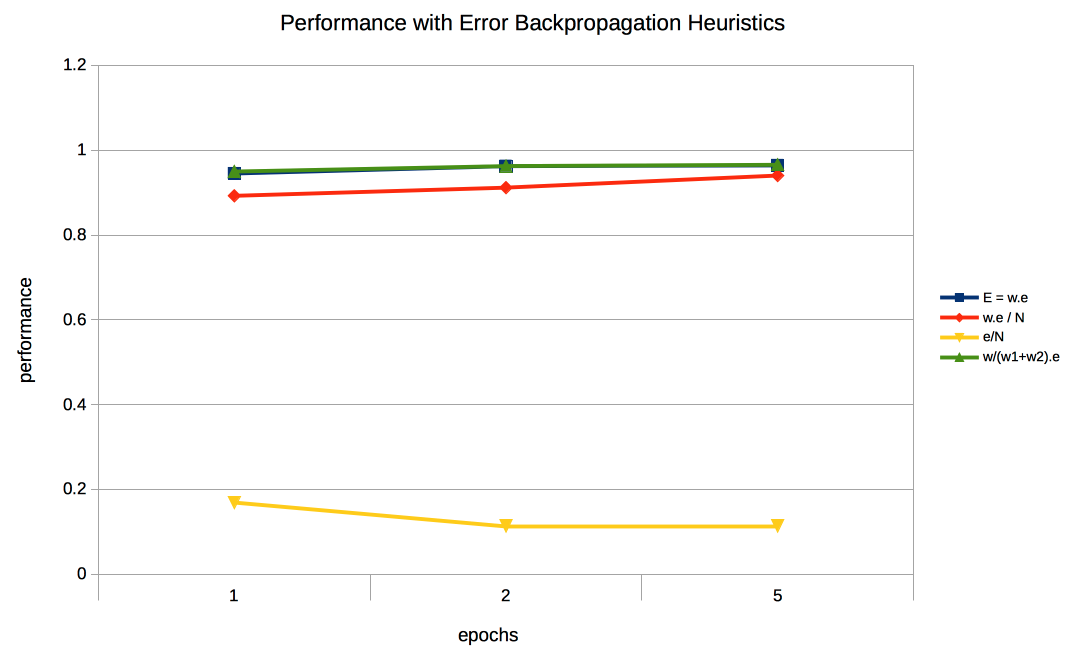 Performance with Error Backpropagation Heuristics
1.2
1
0.8
0.6
0.4
0.2
0
performance
1 2 5
epochs
E = w.e
w.e / N
e/N
w/(w1+w2).e